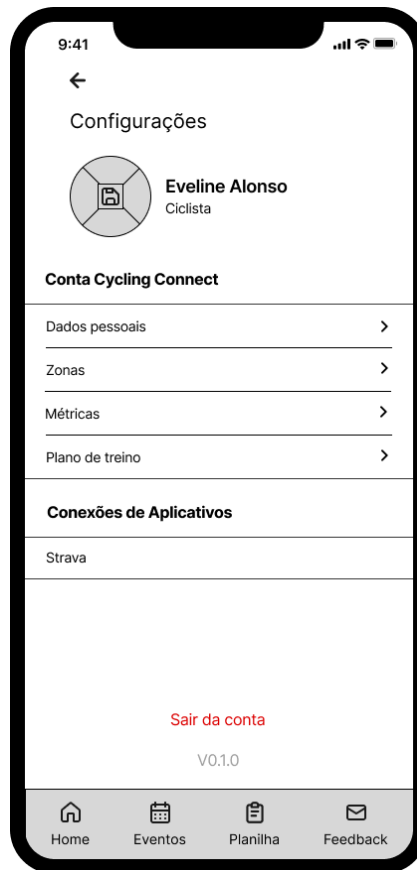 9:41
Configurações
Eveline Alonso
Ciclista
Conta Cycling Connect
Dados pessoais
Zonas
Métricas
Plano de treino
Conexões de Aplicativos
Strava
Sair da conta
V0.1.0
Home Eventos Planilha Feedback